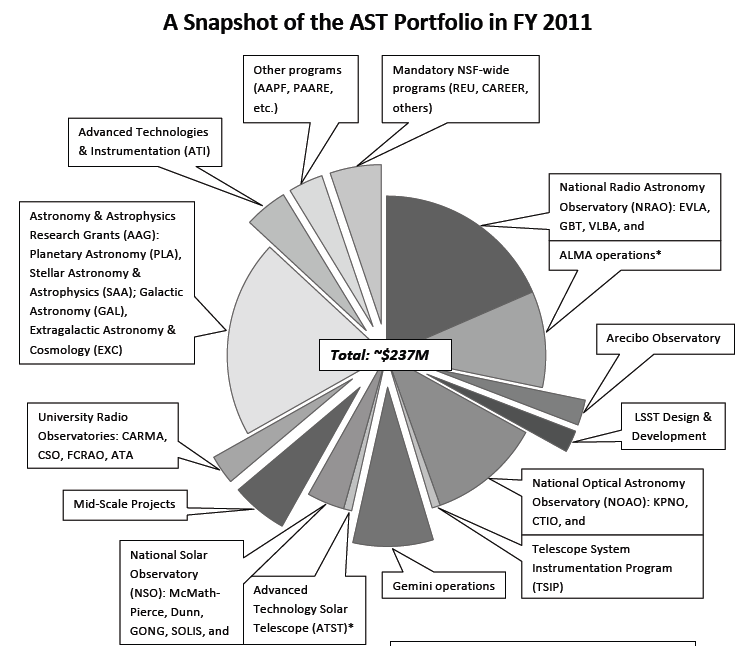 A Snapshot of the AST Portfolio in FY 2011
Other programs
(AAPF, PAARE,
etc.)
Mandatory NSF-wide
programs (REU, CAREER,
others)
Advanced Technologies
& Instrumentation (ATI)
National Radio Astronomy
Observatory (NRAO): EVLA,
GBT, VLBA, and
ALMA operations*
Astronomy & Astrophysics
Research Grants (AAG):
Planetary Astronomy (PLA),
Stellar Astronomy &
Astrophysics (SAA); Galactic
Astronomy (GAL),
Extragalactic Astronomy &
Cosmology (EXC)
Total: ~$237M
Arecibo Observatory
LSST Design &
Development
University Radio
Observatories: CARMA,
CSO, FCRAO, ATA
National Optical Astronomy
Observatory (NOAO): KPNO,
CTIO, and
Telescope System
Instrumentation Program
(TSIP)
Mid-Scale Projects
National Solar
Observatory
(NSO): McMath-
Pierce, Dunn,
GONG, SOLIS, and
Advanced
Technology Solar
Telescope (ATST)*
Gemini operations